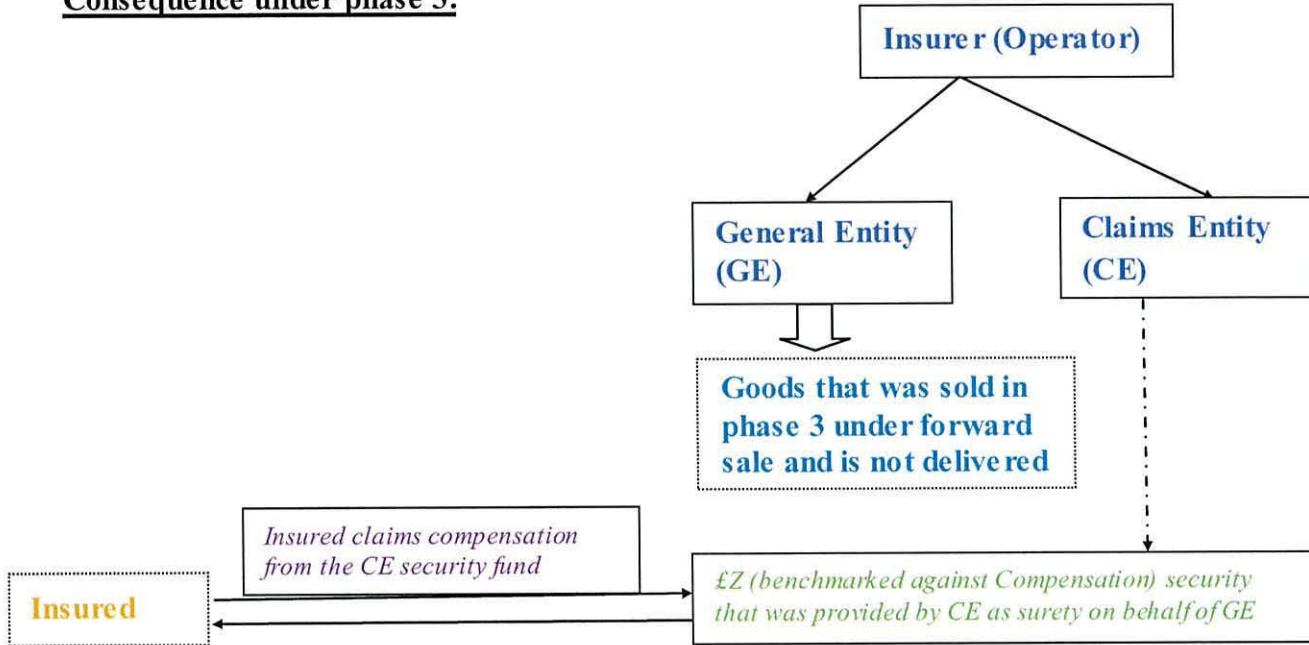 Consequence under phase 3:
Insurer (Operator)
General Entity
(GE)
Claims Entity
(CE)
Goods that was sold in
phase 3 under forward
sale and is not delivered
Insured claims compensation
from the CE security fund
Insured
£Z (benchmarked against Compensation) security
that was provided by CE as surety on behalf of GE